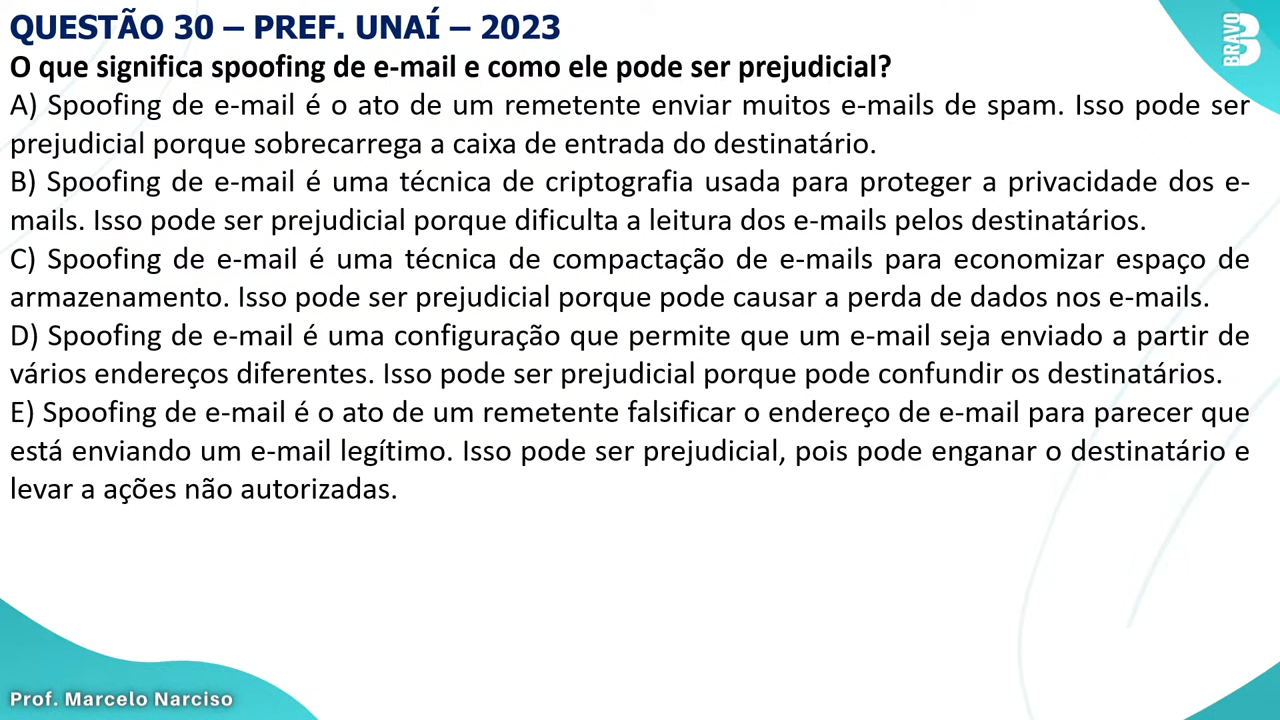 QUESTÃO 30 – PREF. UNAÍ – 2023
BRAVO
O que significa spoofing de e-mail e como ele pode ser prejudicial?
A) Spoofing de e-mail é o ato de um remetente enviar muitos e-mails de spam. Isso pode ser
prejudicial porque sobrecarrega a caixa de entrada do destinatário.
B) Spoofing de e-mail é uma técnica de criptografia usada para proteger a privacidade dos e-
mails. Isso pode ser prejudicial porque dificulta a leitura dos e-mails pelos destinatários.
C) Spoofing de e-mail é uma técnica de compactação de e-mails para economizar espaço de
armazenamento. Isso pode ser prejudicial porque pode causar a perda de dados nos e-mails.
D) Spoofing de e-mail é uma configuração que permite que um e-mail seja enviado a partir de
vários endereços diferentes. Isso pode ser prejudicial porque pode confundir os destinatários.
E) Spoofing de e-mail é o ato de um remetente falsificar o endereço de e-mail para parecer que
está enviando um e-mail legítimo. Isso pode ser prejudicial, pois pode enganar o destinatário e
levar a ações não autorizadas.
Prof. Marcelo Narciso